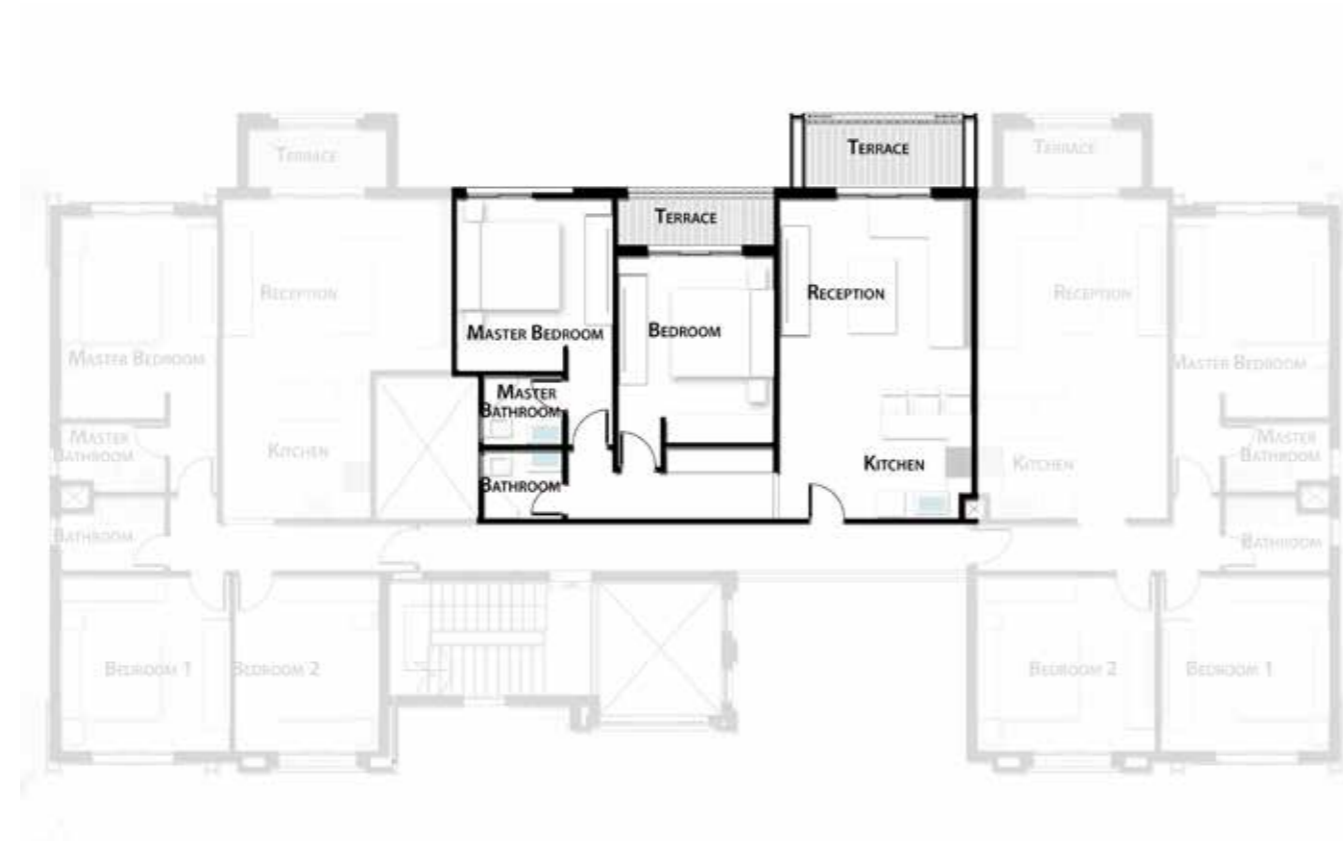 TERRACE
TERRACE
TERRACE
TERRACE
RECEPTION
RECEPTION
RECEPTION
MASTER BEDROOM
BEDROOM
MASTER BEDROOM
MASTER BEDROOM
MASTER
BATHROOM
MASTER
BATHROOM
MASTER
BATHROOM
KITCHEN
KITCHEN
KITCHEN
BATHROOM
BATHROOM
BATHROOM
BEDROOM 1
BEDROOM 2
BEDROOM 2
BEDROOM 1